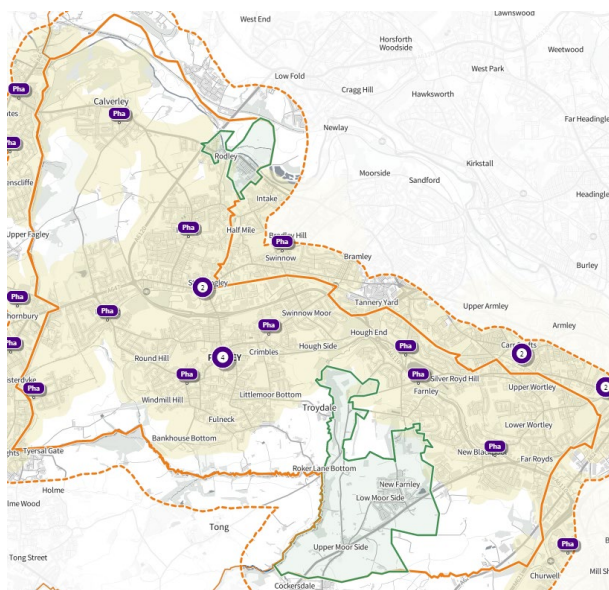 Lawnswood
West End
Horsforth
Woodside
Weetwood
West Park
Low Fold
Cragg Hill
Pha
Calverley
Hawksworth
Pha
Newlay
Far Headingle
Pha
Rodley
Kirkstall
Moorside
Sandford
Headingle
Intake
Pha
Half Mile
Upper Fagley
Pha
Swinnow
Bramley
Burley
2
Pha
Tannery Yard
Upper Armley
Pha
Swinnow Moor
Pha
Armley
Hough End
Pha
Hough Side
Pha
Crimbles
2
Round Hill
4
Pha
Pha
Silver Royd Hill
Upper Wortley
2
Pha
Farnley
Littlemoor Bottom
Windmill Hill
Troydale
Fulneck
Lower Wortley
Bankhouse Bottom
Pha
Tyersal Gate
Far Royds
Roker Lane Bottom
Holme
New Farnley
Low Moor Side
Tong
Pha
Upper Moor Side
Tong Street
Churwell
Cockersdale